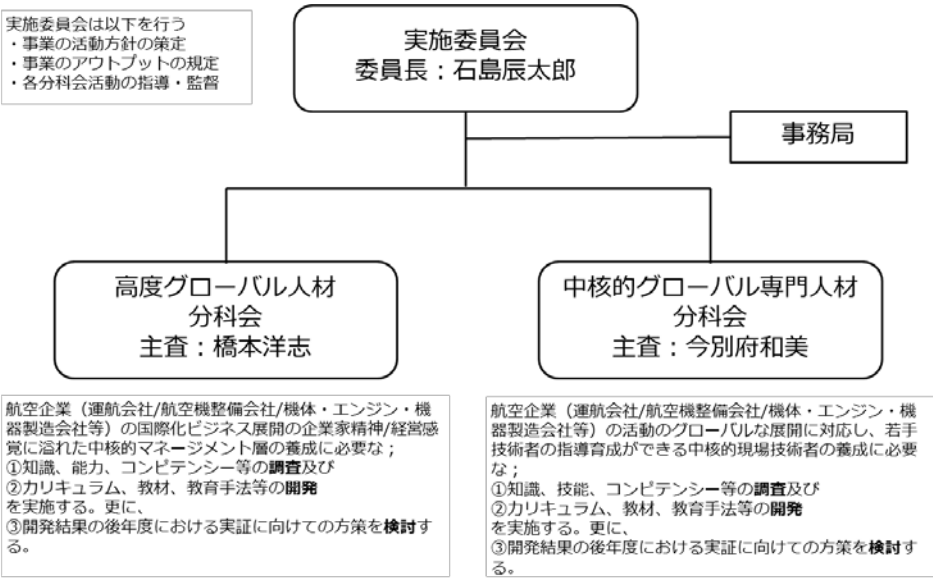 実施委員会は以下を行う
・事業の活動方針の策定
・事業のアウトプットの規定
・各分科会活動の指導・監督
実施委員会
委員長：石島辰太郎
事務局
高度グローバル人材
分科会
主査：橋本洋志
中核的グローバル専門人材
分科会
主査：今別府和美
航空企業（運航会社/航空機整備会社/機体・エンジン・機
器製造会社等）の国際化ビジネス展開の企業家精神/経営感
覚に溢れた中核的マネージメント層の養成に必要な；
①知識、能力、コンピテンシー等の調査及び
②カリキュラム、教材、教育手法等の開発
を実施する。更に、
③開発結果の後年度における実証に向けての方策を検討す
る。
航空企業（運航会社/航空機整備会社/機体・エンジン・機
器製造会社等）の活動のグローバルな展開に対応し、若手
技術者の指導育成ができる中核的現場技術者の養成に必要
な；
①知識、技能、コンピテンシー等の調査及び
②カリキュラム、教材、教育手法等の開発
を実施する。更に、
③開発結果の後年度における実証に向けての方策を検討す
る。